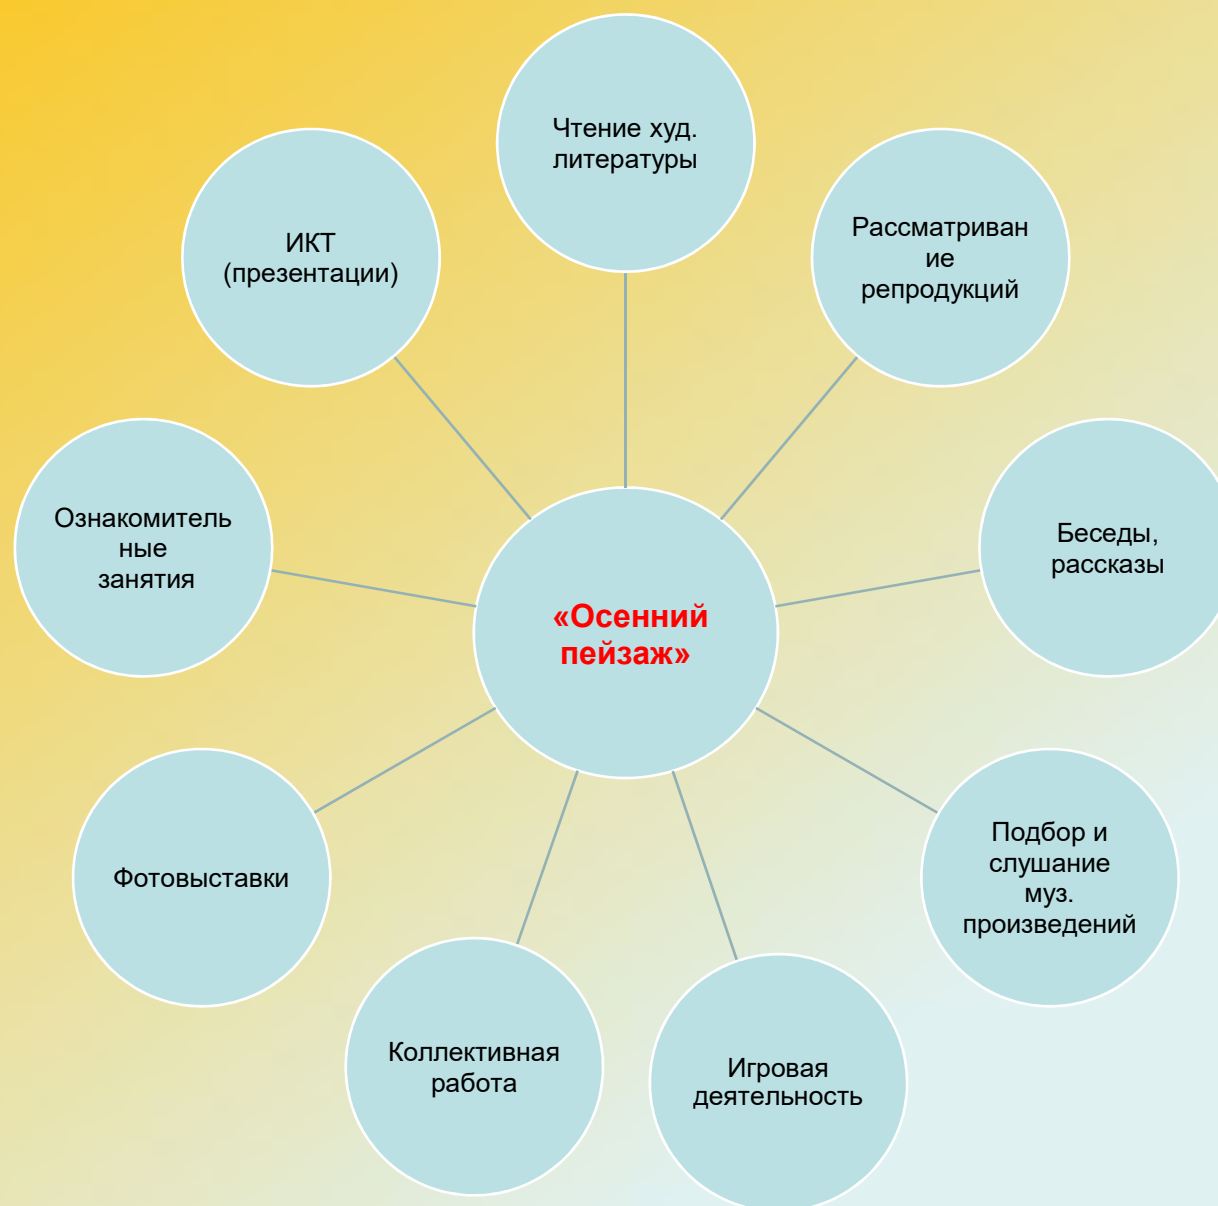 Чтение худ.
литературы
Рассматриван
ие
репродукций
Беседы,
рассказы
Подбор и
слушание
муз.
произведений
Игровая
деятельность
Коллективная
работа
Фотовыставки
Ознакомитель
ные
занятия
ИКТ
(презентации)
«Осенний
пейзаж»